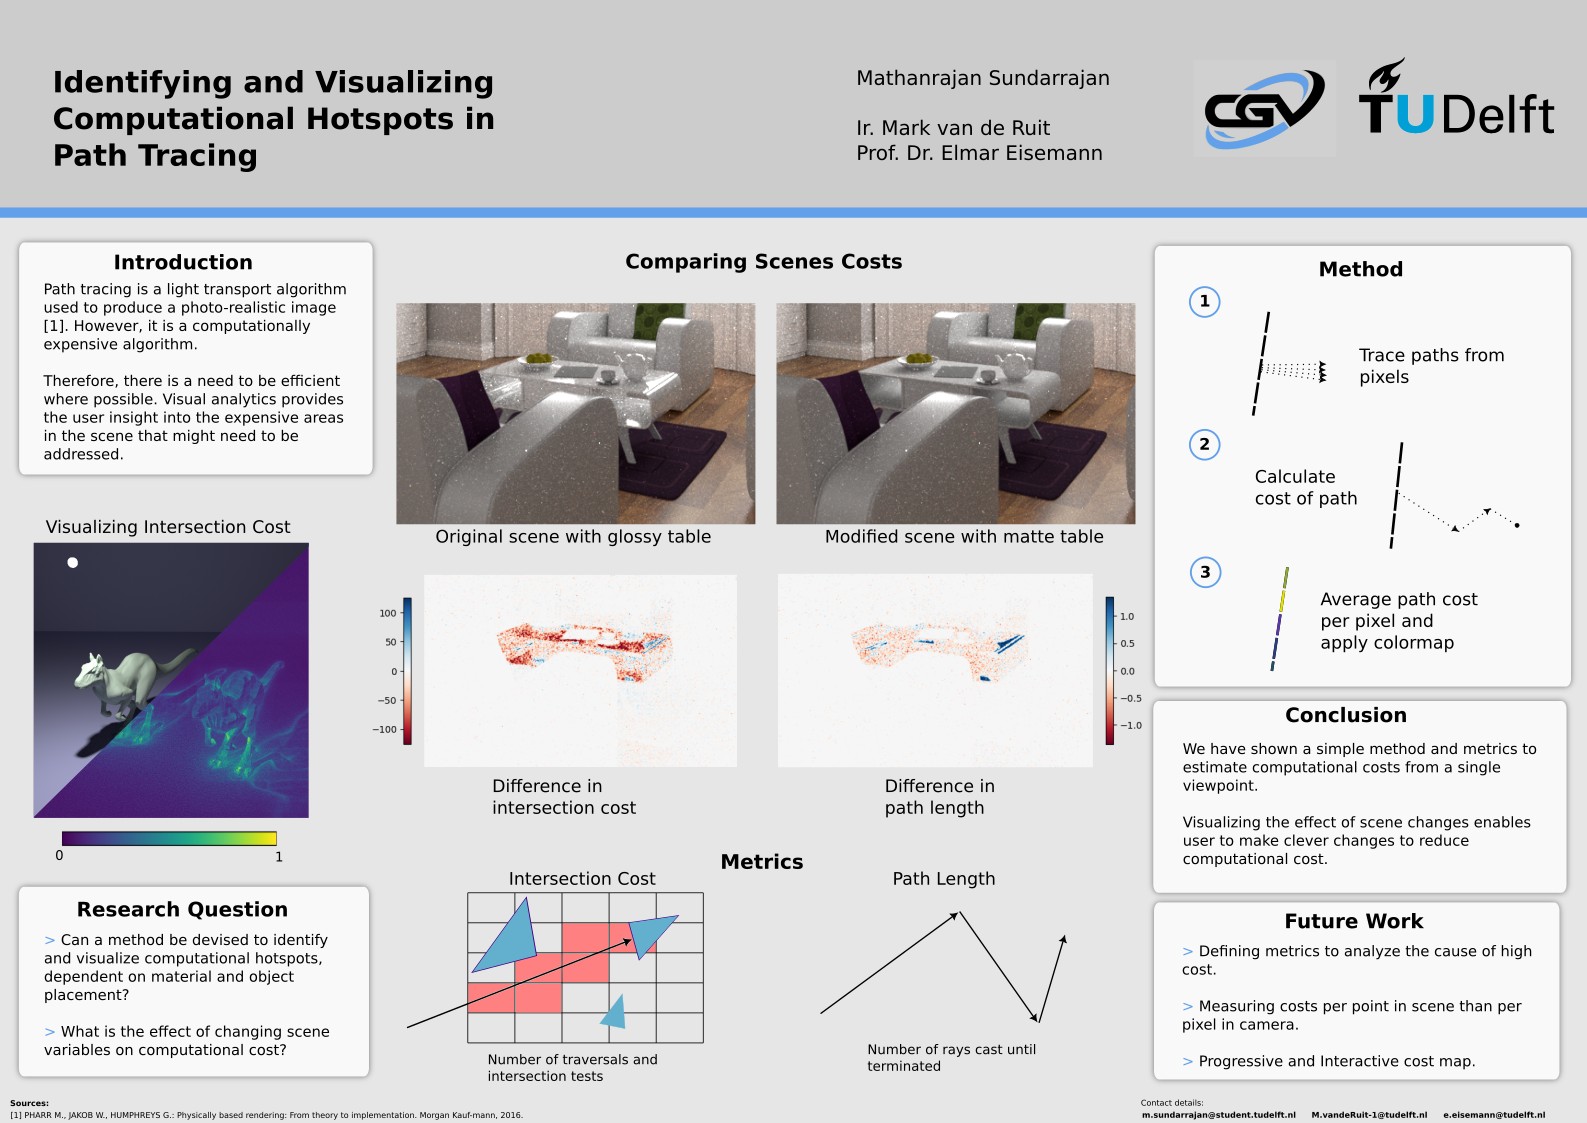 Identifying and Visualizing
Computational Hotspots in
Path Tracing
Mathanrajan Sundarrajan
Ir. Mark van de Ruit
Prof. Dr. Elmar Eisemann
CGV
TUDelft
Introduction
Path tracing is a light transport algorithm
used to produce a photo-realistic image
[1]. However, it is a computationally
expensive algorithm.
Therefore, there is a need to be efficient
where possible. Visual analytics provides
the user insight into the expensive areas
in the scene that might need to be
addressed.
Visualizing Intersection Cost
0
1
Research Question
> Can a method be devised to identify
and visualize computational hotspots,
dependent on material and object
placement?
> What is the effect of changing scene
variables on computational cost?
Comparing Scenes Costs
Original scene with glossy table
Modified scene with matte table
100
50
0
−50
−100
Difference in
intersection cost
1.0
0.5
0.0
−0.5
−1.0
Difference in
path length
Metrics
Intersection Cost
Number of traversals and
intersection tests
Path Length
Number of rays cast until
terminated
Method
1
Trace paths from
pixels
2
Calculate
cost of path
3
Average path cost
per pixel and
apply colormap
Conclusion
We have shown a simple method and metrics to
estimate computational costs from a single
viewpoint.
Visualizing the effect of scene changes enables
user to make clever changes to reduce
computational cost.
Future Work
> Defining metrics to analyze the cause of high
cost.
> Measuring costs per point in scene than per
pixel in camera.
> Progressive and Interactive cost map.
Sources:
[1] PHARR M., JAKOB W., HUMPHREYS G.: Physically based rendering: From theory to implementation. Morgan Kauf-mann, 2016.
Contact details:
m.sundarrajan@student.tudelft.nl M.vandeRuit-1@tudelft.nl e.eisemann@tudelft.nl